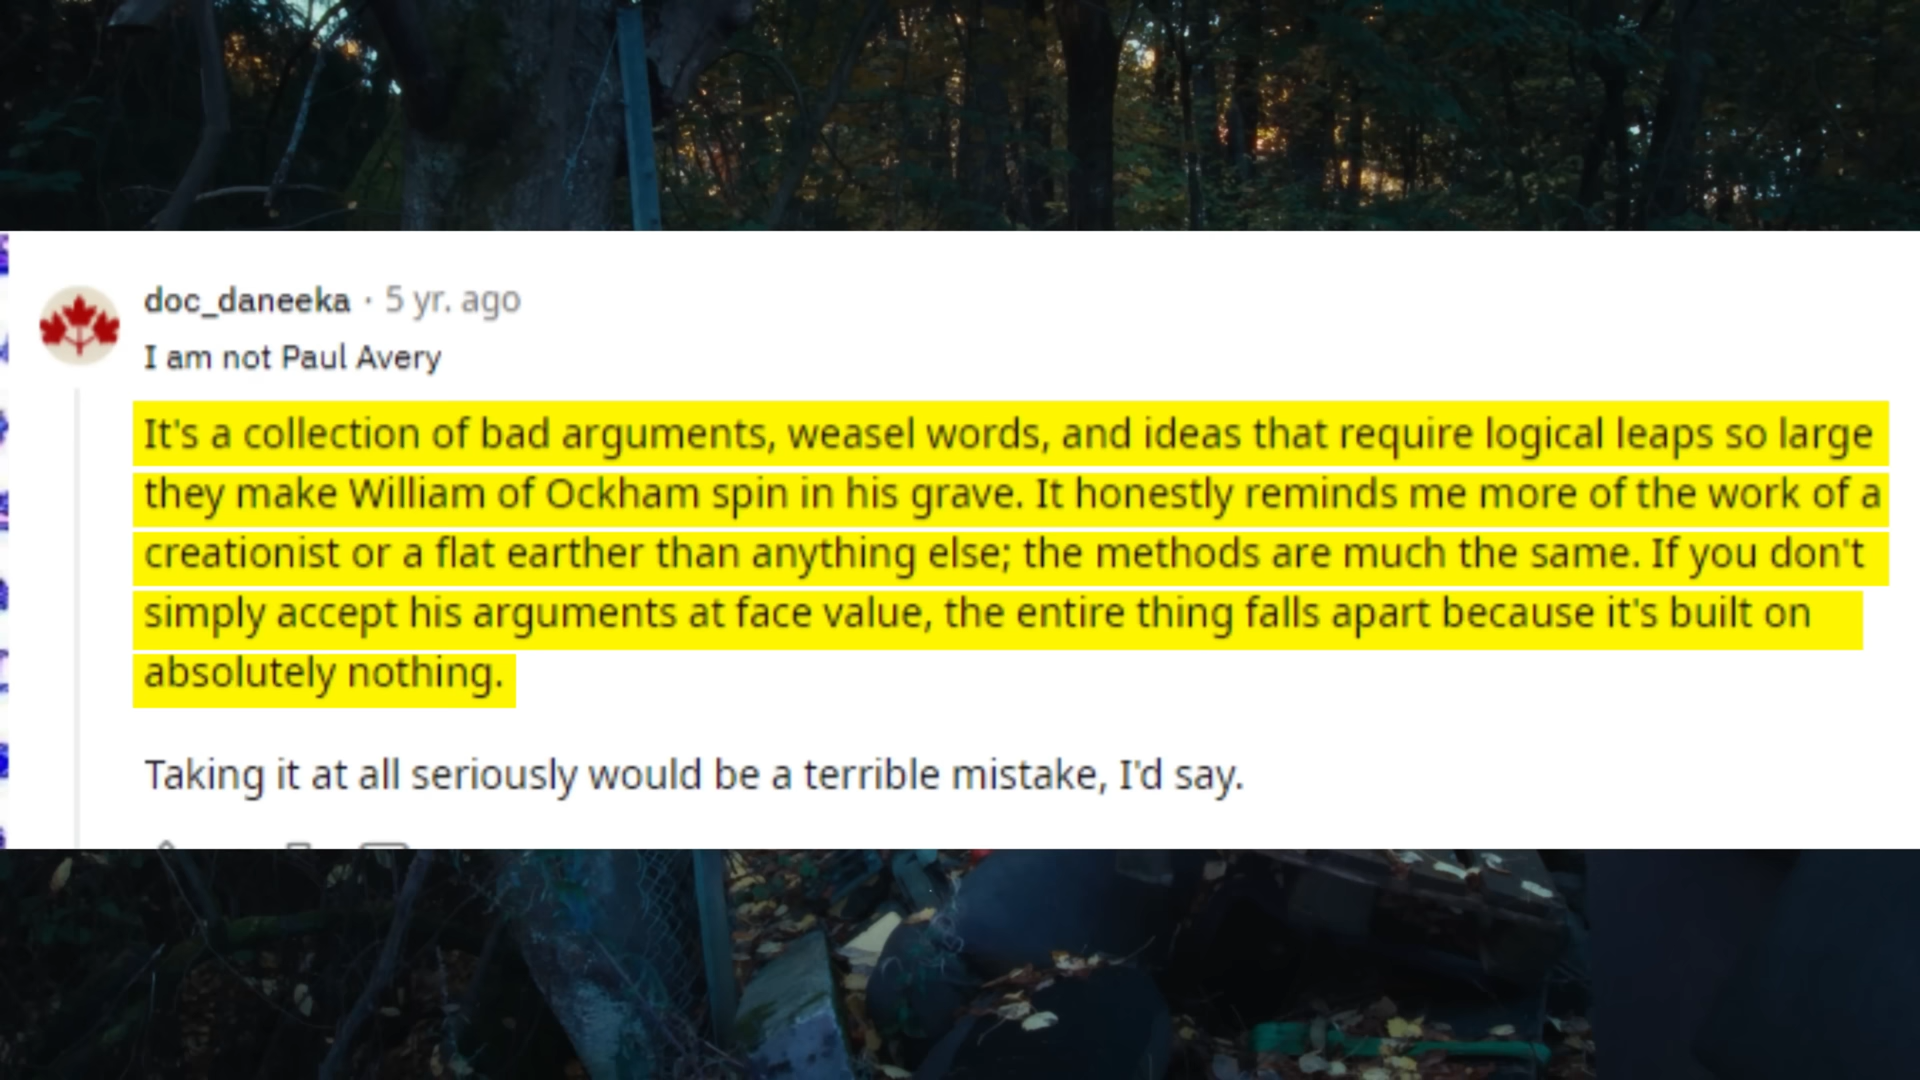 doc_daneeka · 5 yr. ago
I am not Paul Avery
It's a collection of bad arguments, weasel words, and ideas that require logical leaps so large
they make William of Ockham spin in his grave. It honestly reminds me more of the work of a
creationist or a flat earther than anything else; the methods are much the same. If you don't
simply accept his arguments at face value, the entire thing falls apart because it's built on
absolutely nothing.
Taking it at all seriously would be a terrible mistake, I'd say.